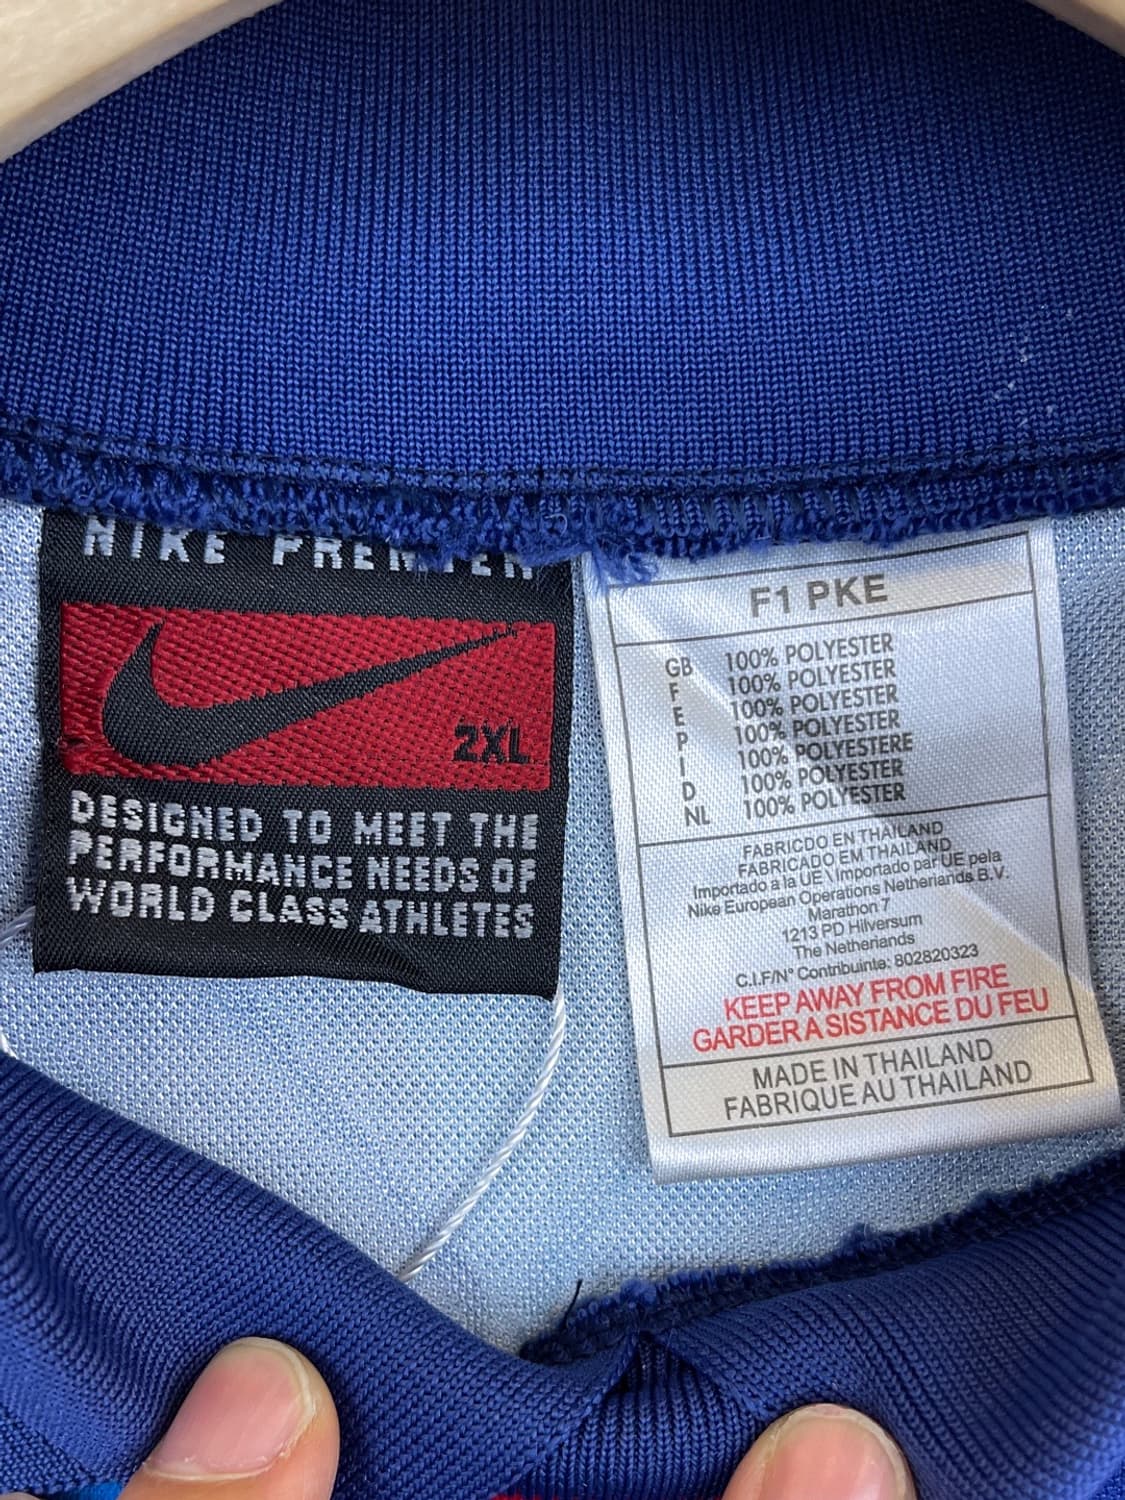 NIKE PREMIER
2XL
DESIGNED TO MEET THE
PERFORMANCE NEEDS OF
WORLD CLASS ATHLETES
F1 PKE
GB 100% POLYESTER
F 100% POLYESTER
E 100% POLYESTER
P 100% POLYESTER
I 100% POLYESTERE
D 100% POLYESTER
NL 100% POLYESTER
FABRICDO EN THAILAND
FABRICADO EM THAILAND
Importado a la UE \ Importado par UE pela
Nike European Operations Netherlands B.V.
Marathon 7
1213 PD Hilversum
The Netherlands
C.I.F/N° Contribuinte: 802820323
KEEP AWAY FROM FIRE
GARDER A SISTANCE DU FEU
MADE IN THAILAND
FABRIQUE AU THAILAND